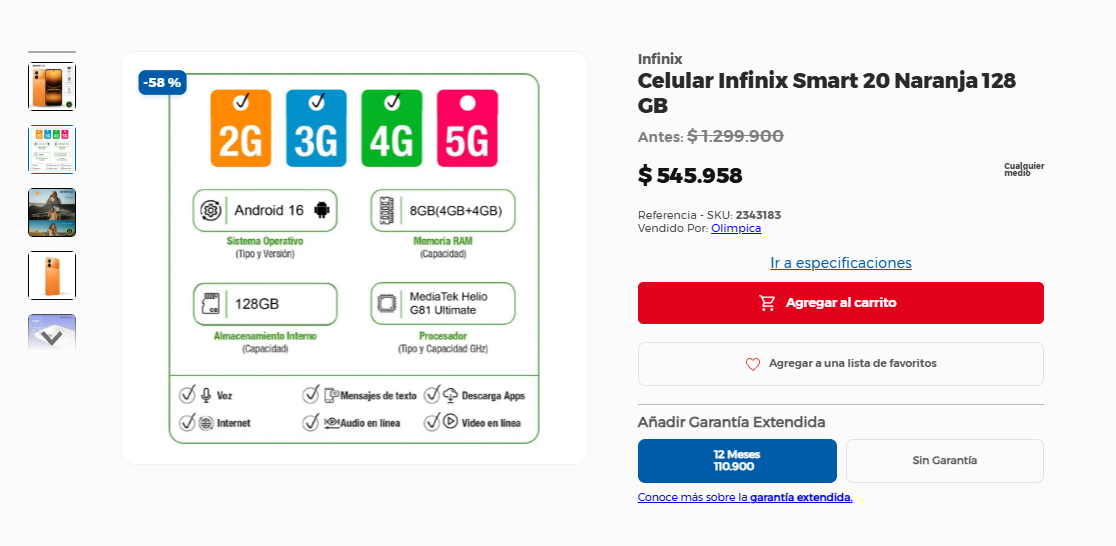 -58 %
2G
3G
4G
5G
Android 16
Sistema Operativo
(Tipo y Versión)
8GB(4GB+4GB)
Memoria RAM
(Capacidad)
128GB
Almacenamiento Interno
(Capacidad)
MediaTek Helio
G81 Ultimate
Procesador
(Tipo y Capacidad GHz)
Voz
Mensajes de texto
Descarga Apps
Internet
Audio en línea
Video en línea
Infinix
Celular Infinix Smart 20 Naranja 128
GB
Antes: $ 1.299.900
$ 545.958
Cualquier
medio
Referencia - SKU: 2343183
Vendido Por: Olimpica
Ir a especificaciones
Agregar al carrito
Agregar a una lista de favoritos
Añadir Garantía Extendida
12 Meses
110.900
Sin Garantía
Conoce más sobre la garantía extendida.